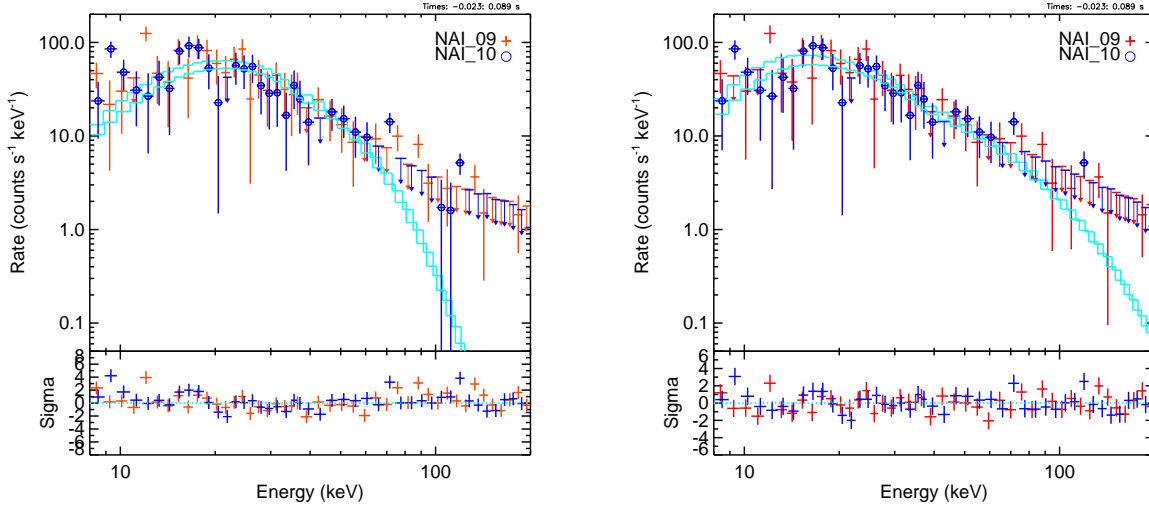 Times: -0.023: 0.089 s
NAI_09
NAI_10
100.0
10.0
1.0
0.1
Rate (counts s⁻¹ keV⁻¹)
8
6
4
2
0
-2
-4
-6
-8
Sigma
10
100
Energy (keV)
Times: -0.023: 0.089 s
NAI_09
NAI_10
100.0
10.0
1.0
0.1
Rate (counts s⁻¹ keV⁻¹)
6
4
2
0
-2
-4
-6
Sigma
10
100
Energy (keV)